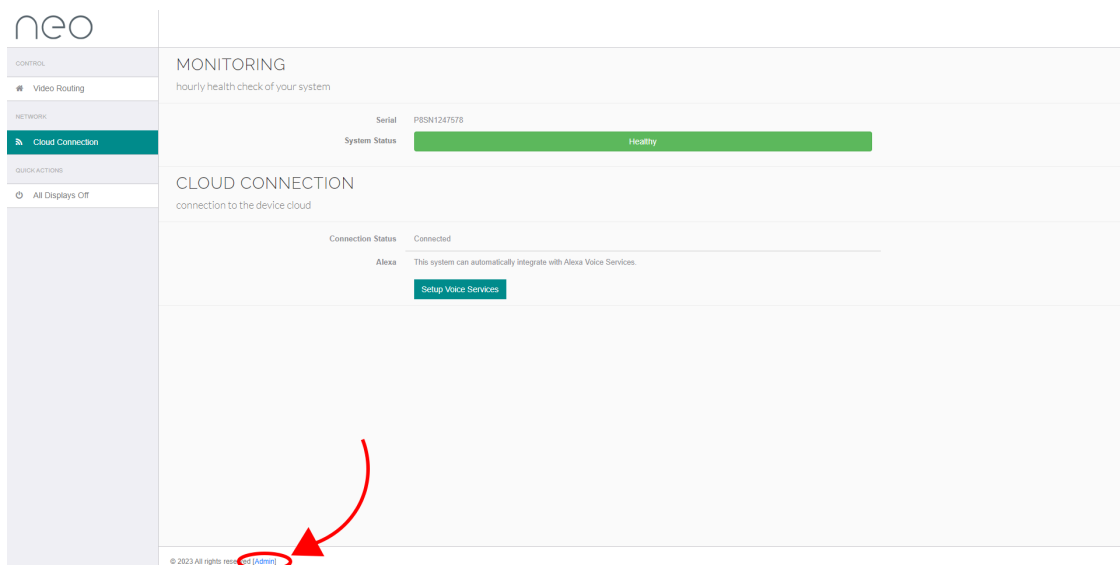 neo
CONTROL
Video Routing
NETWORK
Cloud Connection
QUICK ACTIONS
All Displays Off
MONITORING
hourly health check of your system
Serial P8SN1247578
System Status Healthy
CLOUD CONNECTION
connection to the device cloud
Connection Status Connected
Alexa This system can automatically integrate with Alexa Voice Services.
Setup Voice Services
© 2023 All rights reserved [Admin]